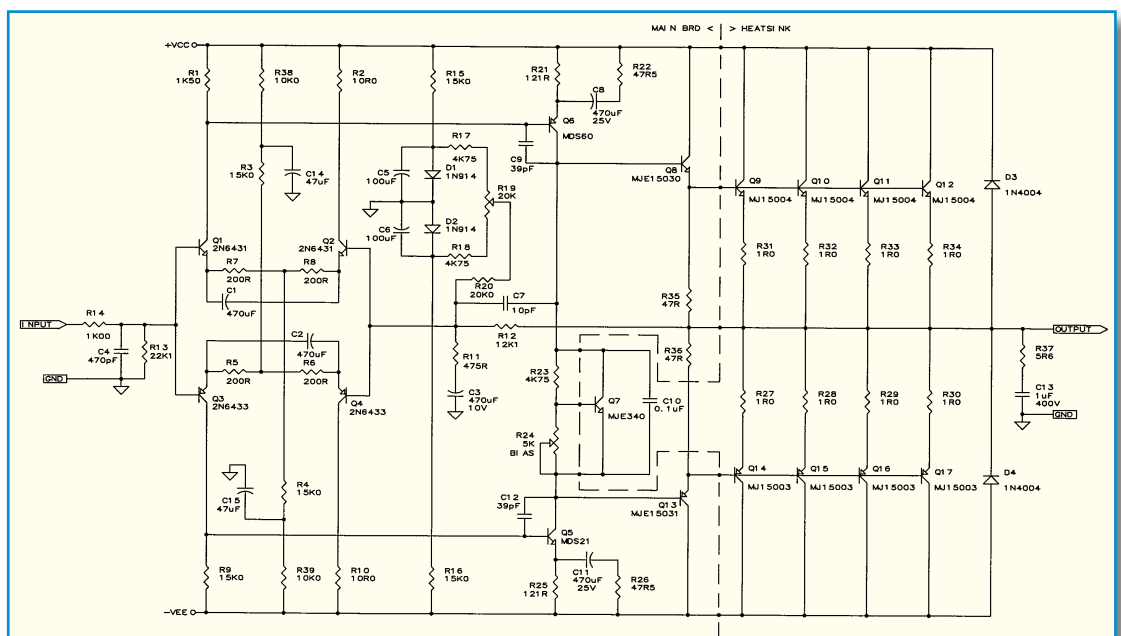 MAIN BRD < | > HEATSINK
+VCC
R1
1K50
R38
10K0
R2
10R0
R15
15K0
R21
121R
R22
47R5
C8
470uF
25V
Q6
MDS60
R17
4K75
C9
39pF
Q8
MJE15030
R3
15K0
C14
47uF
C5
100uF
D1
1N914
R19
20K
Q9
MJ15004
Q10
MJ15004
Q11
MJ15004
Q12
MJ15004
D3
1N4004
D2
1N914
C6
100uF
R18
4K75
Q1
2N6431
Q2
2N6431
R7
200R
R8
200R
C1
470uF
R20
20K0
C7
10pF
R31
1R0
R32
1R0
R33
1R0
R34
1R0
R35
47R
R14
1K00
INPUT
C4
470pF
R13
22K1
GND
C2
470uF
R5
200R
R6
200R
Q3
2N6433
Q4
2N6433
R12
12K1
R11
475R
C3
470uF
10V
OUTPUT
R36
47R
R37
5R6
C13
1uF
400V
GND
R23
4K75
Q7
MJE340
C10
0.1uF
R27
1R0
R28
1R0
R29
1R0
R30
1R0
R24
5K
BIAS
C15
47uF
R4
15K0
C12
39pF
Q13
MJE15031
Q14
MJ15003
Q15
MJ15003
Q16
MJ15003
Q17
MJ15003
D4
1N4004
Q5
MDS21
R9
15K0
R39
10K0
R10
10R0
R16
15K0
R25
121R
C11
470uF
25V
R26
47R5
-VEE